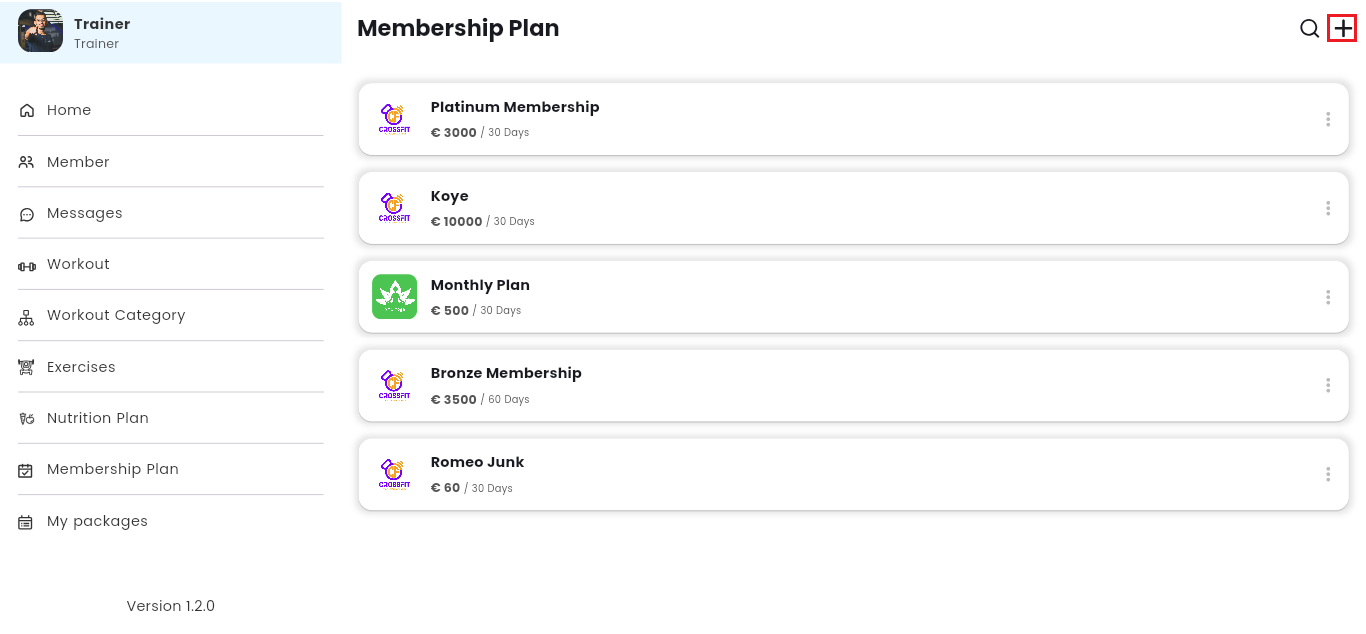 Trainer
Trainer
Home
Member
Messages
Workout
Workout Category
Exercises
Nutrition Plan
Membership Plan
My packages
Version 1.2.0
Membership Plan
Platinum Membership
€ 3000 / 30 Days
CROSSFIT
Koye
€ 10000 / 30 Days
CROSSFIT
Monthly Plan
€ 500 / 30 Days
Bronze Membership
€ 3500 / 60 Days
CROSSFIT
Romeo Junk
€ 60 / 30 Days
CROSSFIT